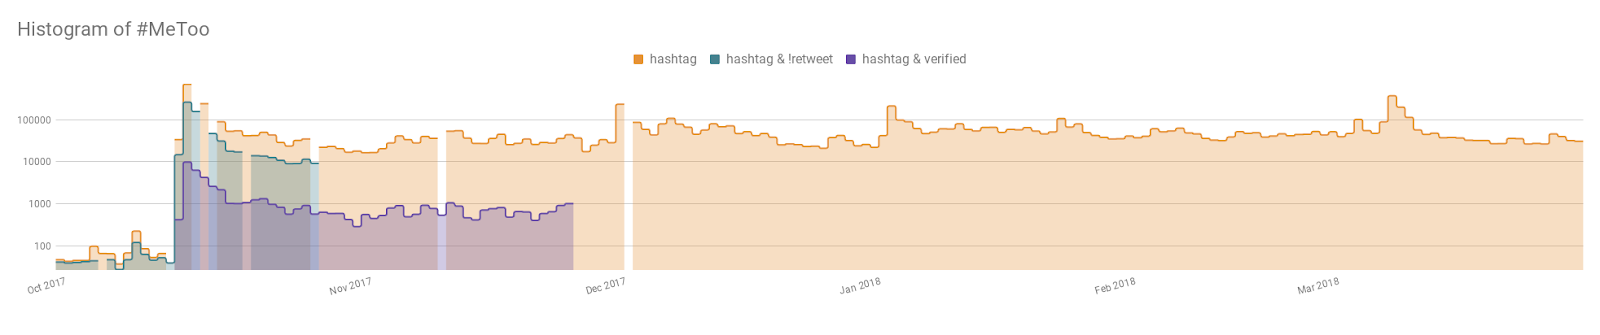 Histogram of #MeToo
hashtag hashtag & !retweet hashtag & verified
100000
10000
1000
100
Oct 2017 Nov 2017 Dec 2017 Jan 2018 Feb 2018 Mar 2018